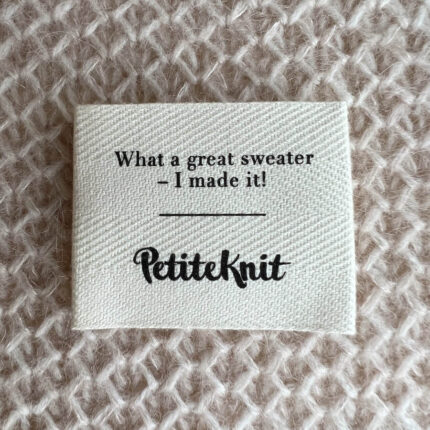 What a great sweater
– I made it!
PetiteKnit